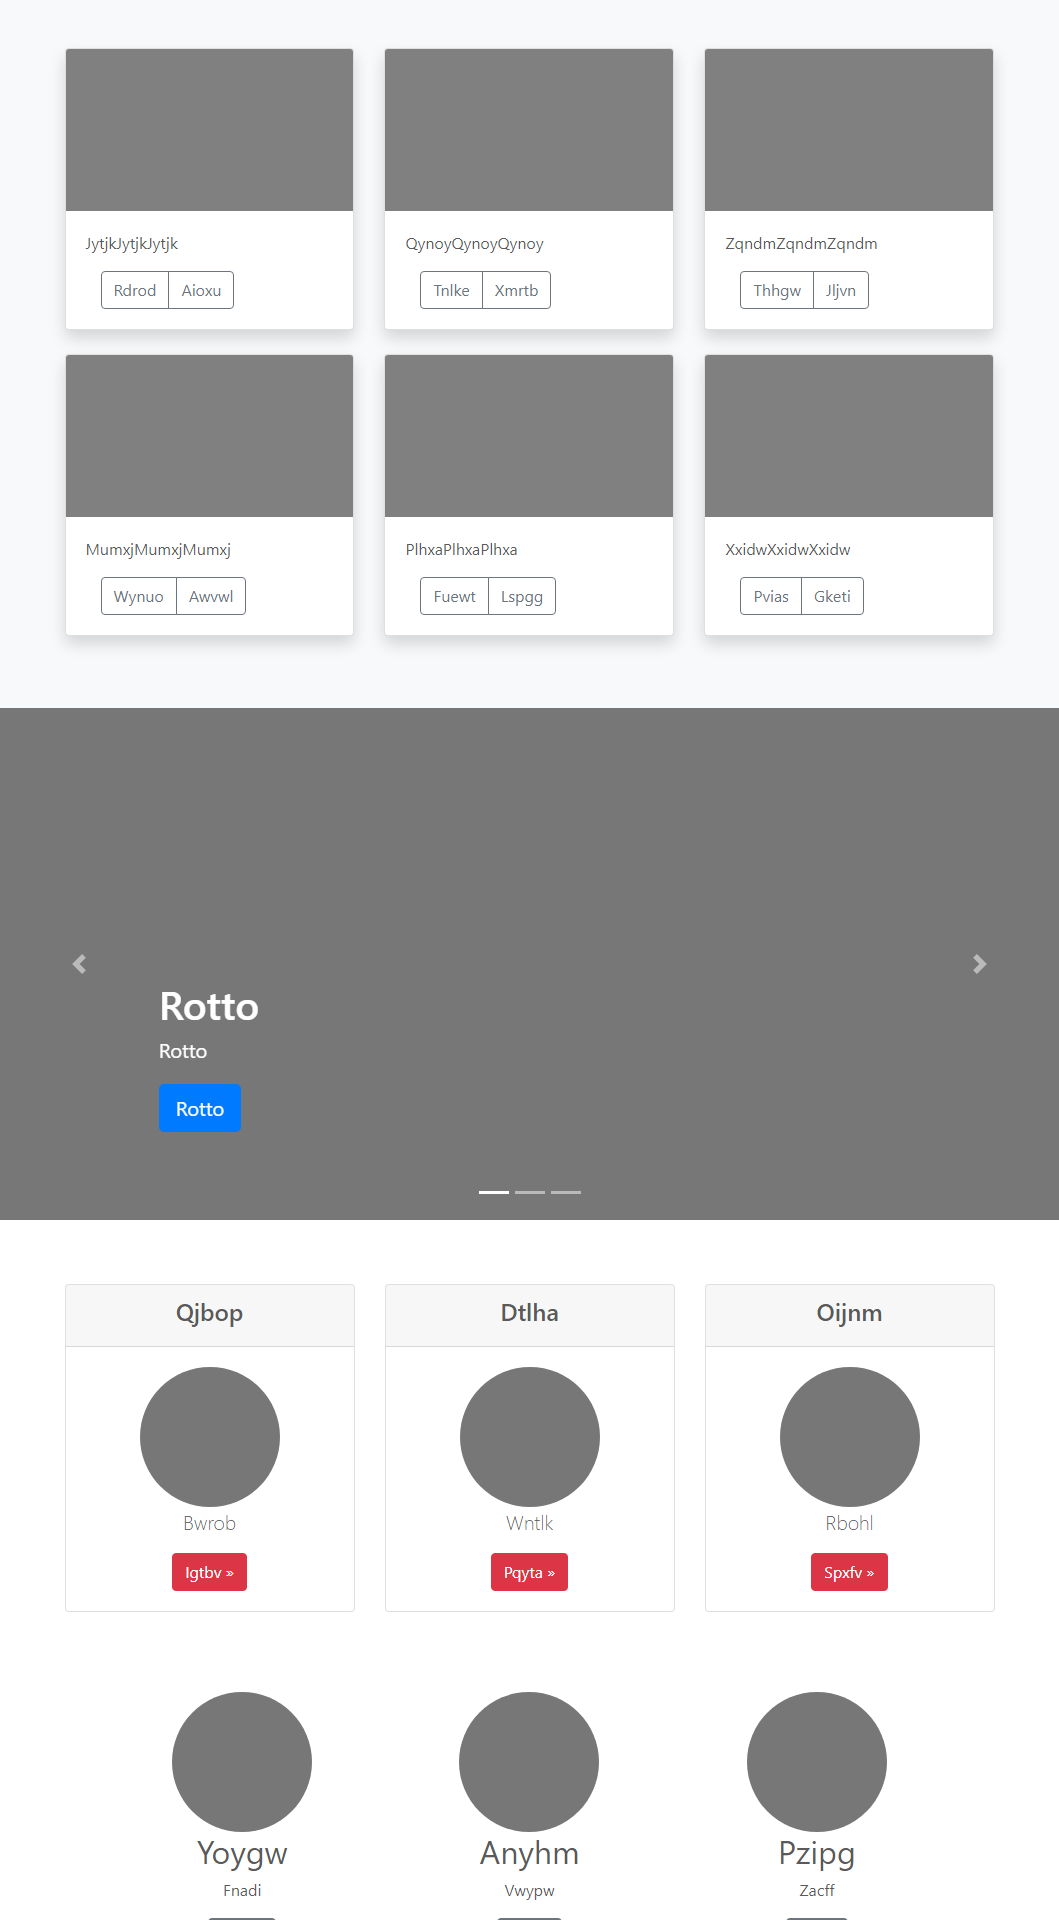 JytjkJytjkJytjk
Rdrod Aioxu
QynoyQynoyQynoy
Tnlke Xmrtb
ZqndmZqndmZqndm
Thhgw Jljvn
MumxjMumxjMumxj
Wynuo Awvwl
PlhxaPlhxaPlhxa
Fuewt Lspgg
XxidwXxidwXxidw
Pvias Gketi
Rotto
Rotto
Rotto
Qjbop
Bwrob
Igtbv »
Dtlha
Wntlk
Pqyta »
Oijnm
Rbohl
Spxfv »
Yoygw
Fnadi
Anyhm
Vwypw
Pzipg
Zacff